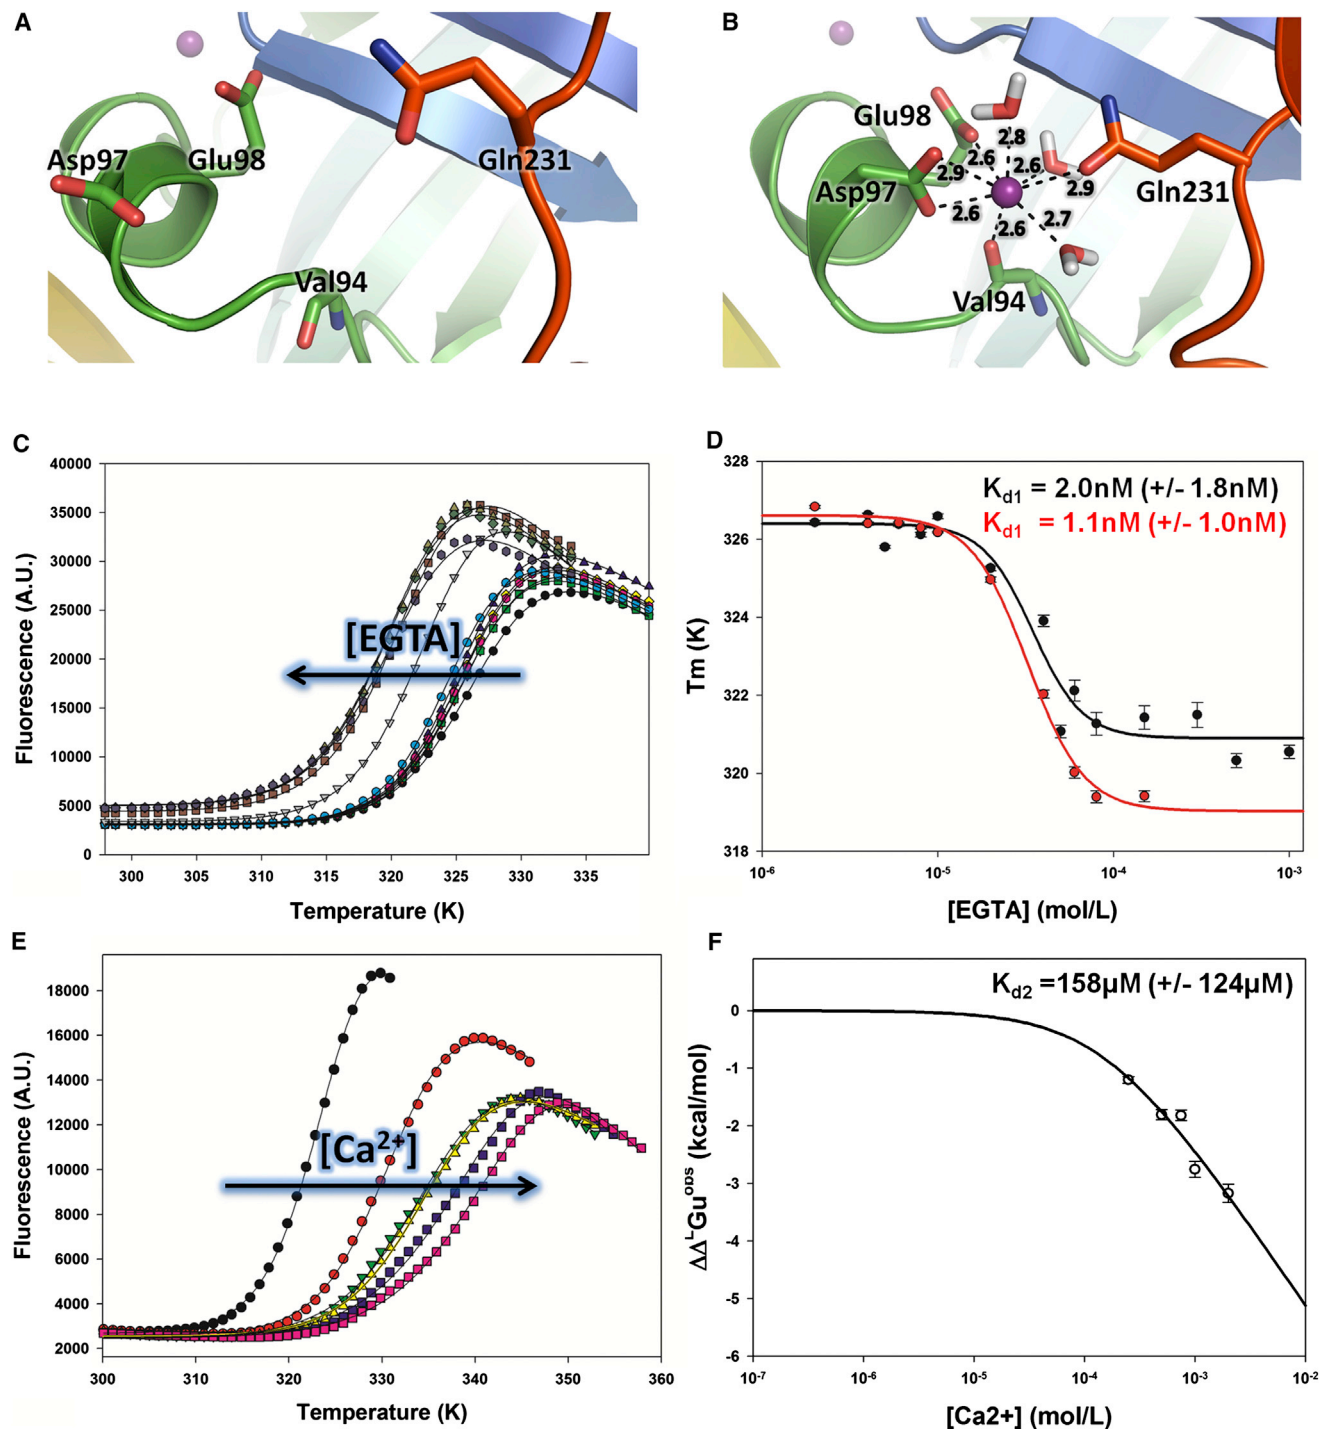 A
Asp97
Glu98
Gln231
Val94
B
Glu98
Asp97
Gln231
Val94
2.8
2.6
2.6
2.9
2.9
2.6
2.6
2.7
C
40000
35000
30000
25000
20000
15000
10000
5000
0
Fluorescence (A.U.)
[EGTA]
300 305 310 315 320 325 330 335
Temperature (K)
D
Kd1 = 2.0nM (+/- 1.8nM)
Kd1 = 1.1nM (+/- 1.0nM)
328
326
324
322
320
318
Tm (K)
10-6 10-5 10-4 10-3
[EGTA] (mol/L)
E
18000
16000
14000
12000
10000
8000
6000
4000
2000
Fluorescence (A.U.)
[Ca2+]
300 310 320 330 340 350 360
Temperature (K)
F
Kd2 =158µM (+/- 124µM)
0
-1
-2
-3
-4
-5
-6
ΔΔLGuobs (kcal/mol)
10-7 10-6 10-5 10-4 10-3 10-2
[Ca2+] (mol/L)